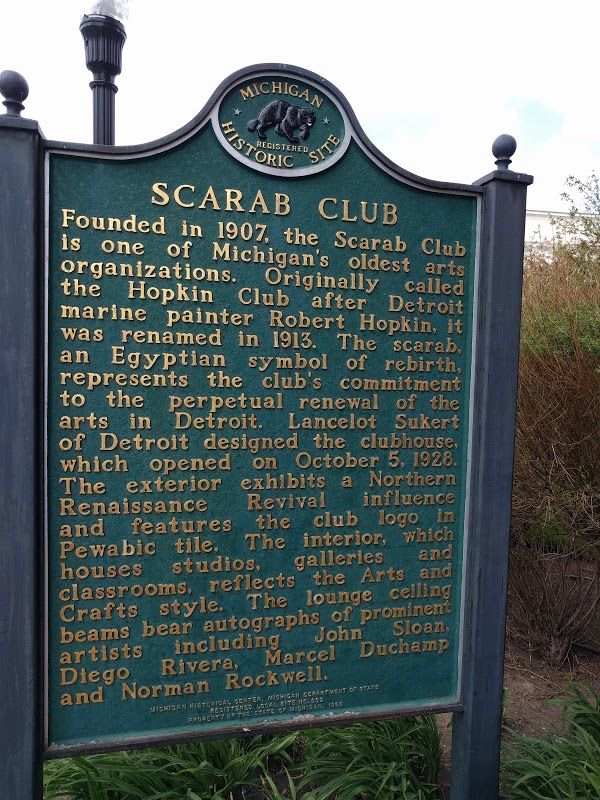 MICHIGAN
REGISTERED
HISTORIC SITE
SCARAB CLUB
Founded in 1907, the Scarab Club
is one of Michigan's oldest arts
organizations. Originally called
the Hopkin Club after Detroit
marine painter Robert Hopkin, it
was renamed in 1913. The scarab,
an Egyptian symbol of rebirth,
represents the club's commitment
to the perpetual renewal of the
arts in Detroit. Lancelot Sukert
of Detroit designed the clubhouse,
which opened on October 5, 1928.
The exterior exhibits a Northern
Renaissance Revival influence
and features the club logo in
Pewabic tile. The interior, which
houses studios, galleries and
classrooms, reflects the Arts and
Crafts style. The lounge ceiling
beams bear autographs of prominent
artists including John Sloan,
Diego Rivera, Marcel Duchamp
and Norman Rockwell.
MICHIGAN HISTORICAL CENTER, MICHIGAN DEPARTMENT OF STATE
REGISTERED LOCAL SITE NO.
PROPERTY OF THE STATE OF MICHIGAN,